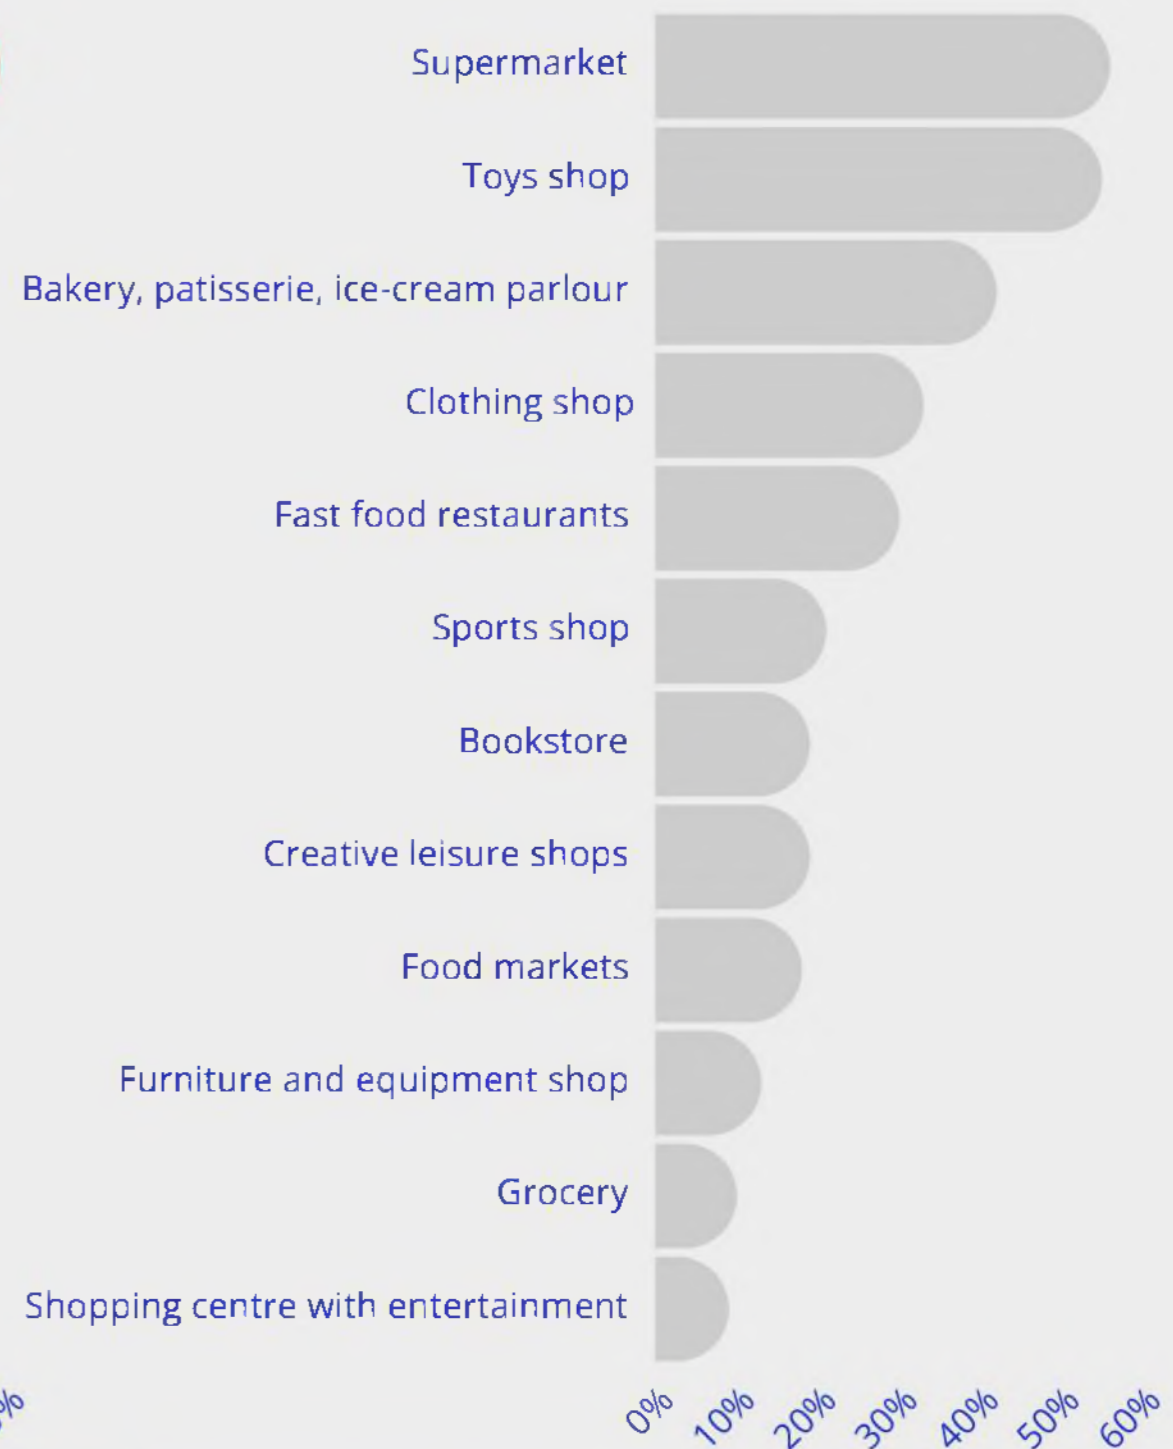 Supermarket
Toys shop
Bakery, patisserie, ice-cream parlour
Clothing shop
Fast food restaurants
Sports shop
Bookstore
Creative leisure shops
Food markets
Furniture and equipment shop
Grocery
Shopping centre with entertainment
% 0% 10% 20% 30% 40% 50% 60%